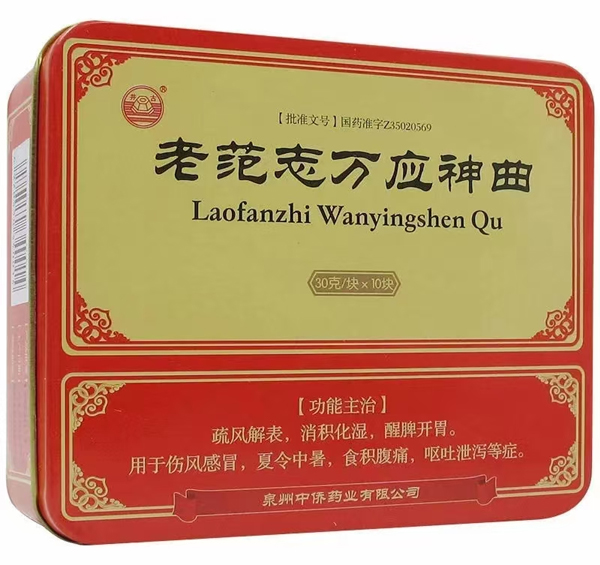 【批准文号】国药准字Z35020569
老范志万应神曲
Laofanzhi Wanyingshen Qu
30克/块×10块
【功能主治】
疏风解表，消积化湿，醒脾开胃。
用于伤风感冒，夏令中暑，食积腹痛，呕吐泄泻等症。
泉州中侨药业有限公司